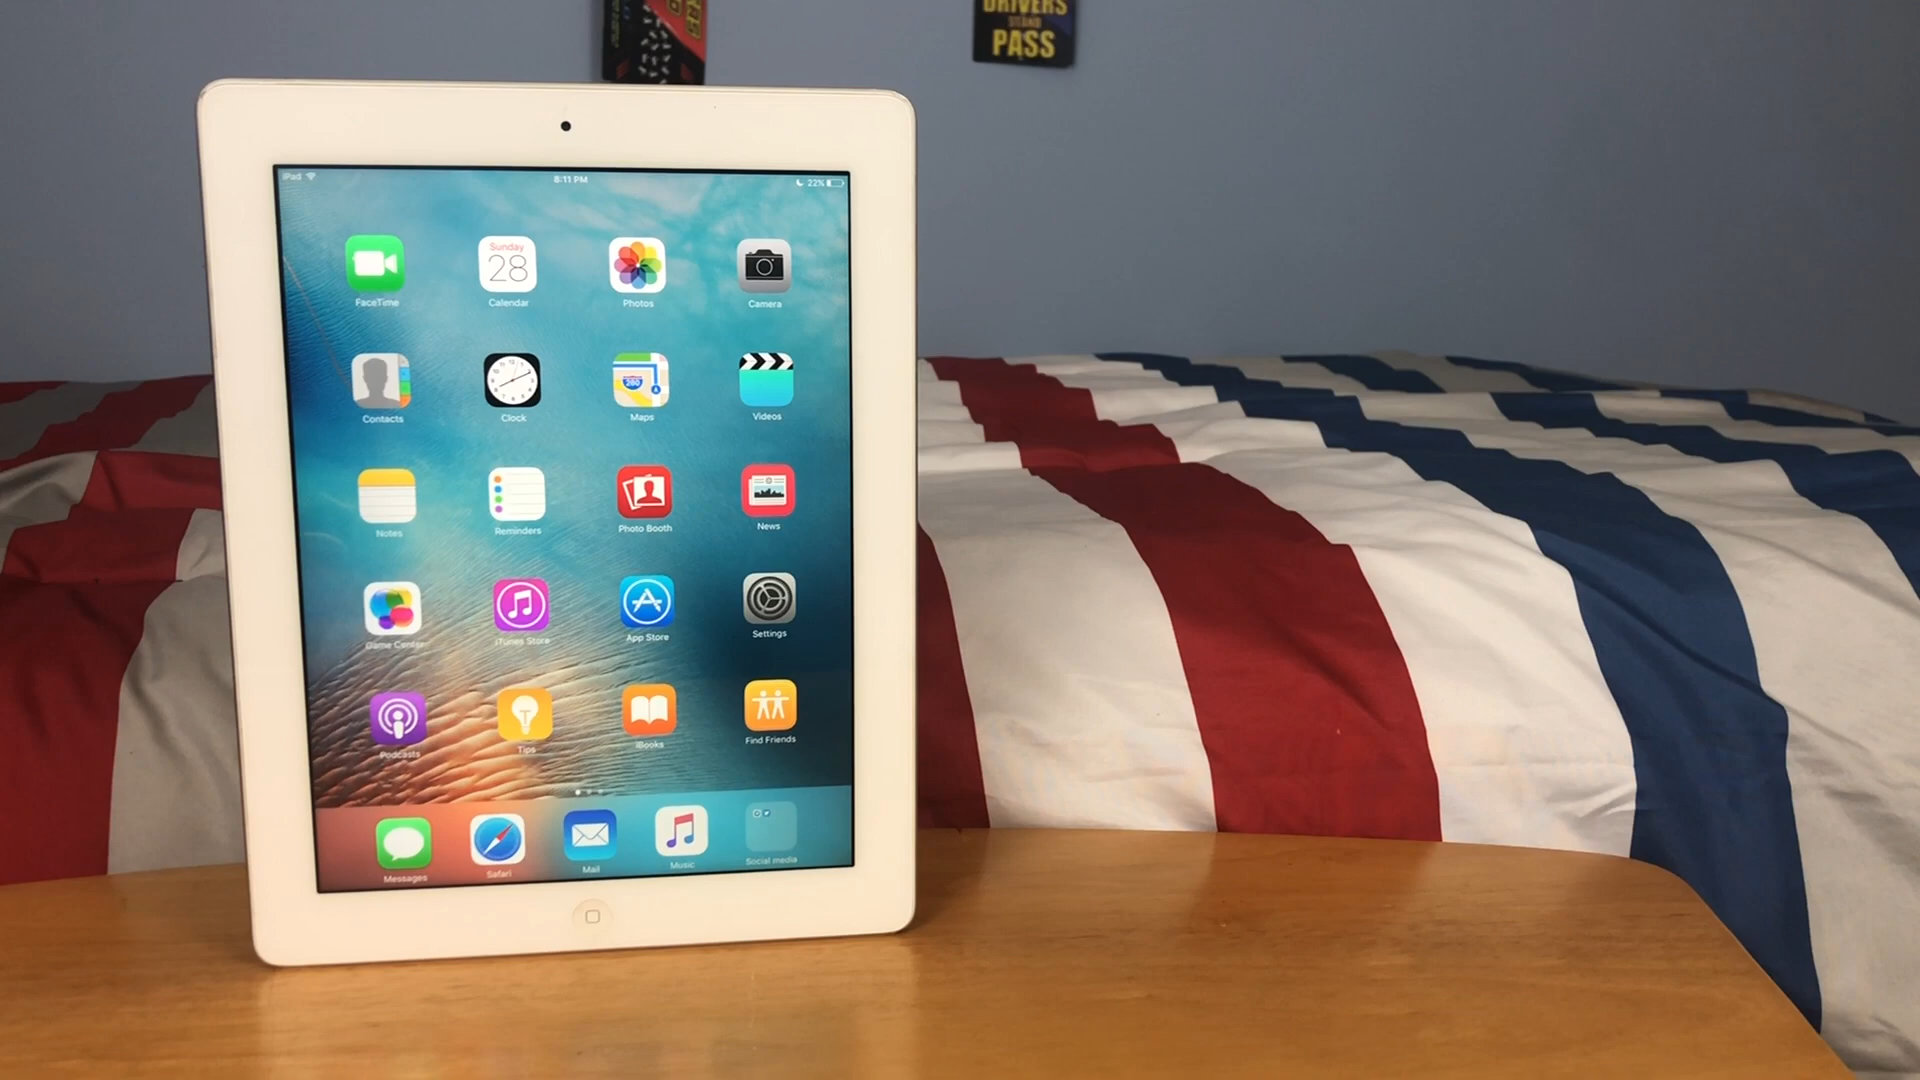 DRIVERS
STAND
PASS
iPad
8:11 PM
22%
Sunday
28
FaceTime
Calendar
Photos
Camera
280
Contacts
Clock
Maps
Videos
Notes
Reminders
Photo Booth
News
Game Center
iTunes Store
App Store
Settings
Podcasts
Tips
iBooks
Find Friends
Messages
Safari
Mail
Music
Social media